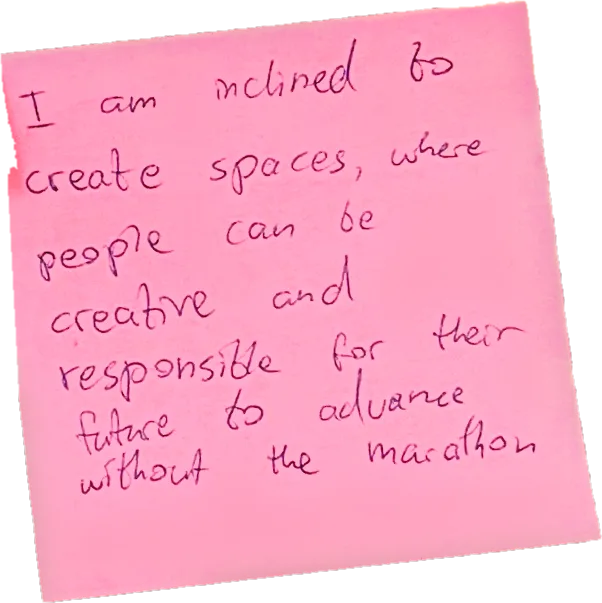 I am inclined to
create spaces, where
people can be
creative and
responsible for their
future to advance
without the marathon